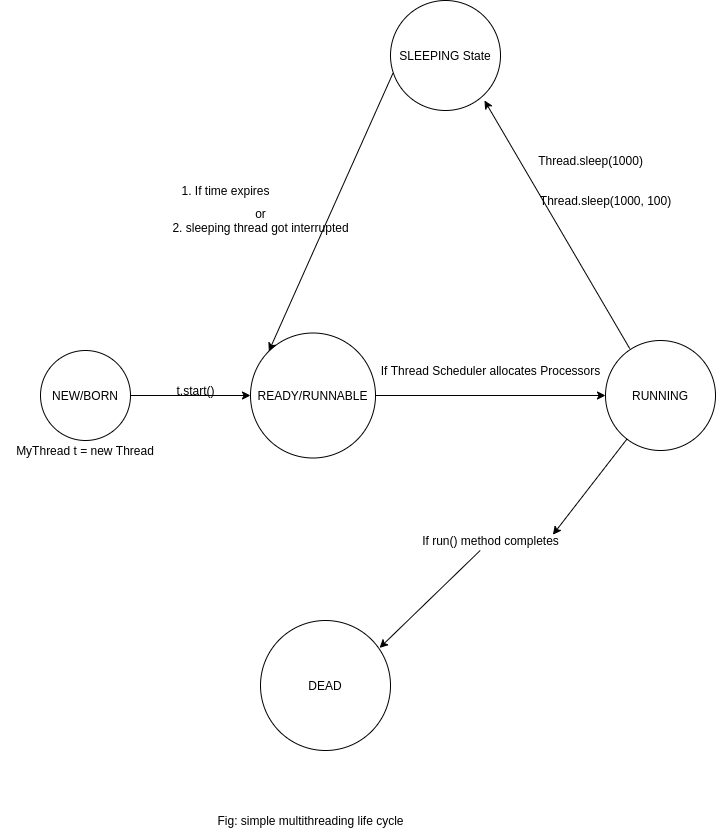 SLEEPING State
Thread.sleep(1000)
1. If time expires
Thread.sleep(1000, 100)
or
2. sleeping thread got interrupted
If Thread Scheduler allocates Processors
t.start()
NEW/BORN
READY/RUNNABLE
RUNNING
MyThread t = new Thread
If run() method completes
DEAD
Fig: simple multithreading life cycle